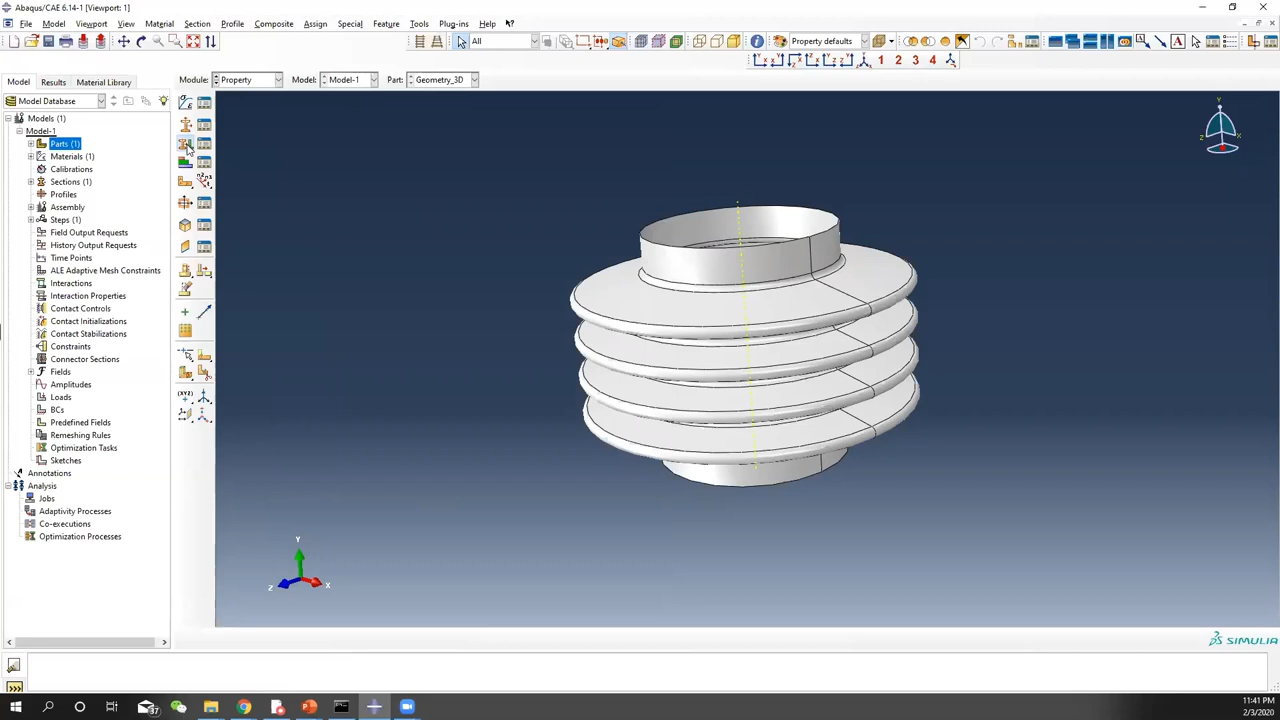 Abaqus/CAE 6.14-1 [Viewport: 1]
File Model Viewport View Material Section Profile Composite Assign Special Feature Tools Plug-ins Help
All
Property defaults
1 2 3 4
Model Results Material Library
Module: Property Model: Model-1 Part: Geometry_3D
Model Database
Models (1)
Model-1
Parts (1)
Materials (1)
Calibrations
Sections (1)
Profiles
Assembly
Steps (1)
Field Output Requests
History Output Requests
Time Points
ALE Adaptive Mesh Constraints
Interactions
Interaction Properties
Contact Controls
Contact Initializations
Contact Stabilizations
Constraints
Connector Sections
Fields
Amplitudes
Loads
BCs
Predefined Fields
Remeshing Rules
Optimization Tasks
Sketches
Annotations
Analysis
Jobs
Adaptivity Processes
Co-executions
Optimization Processes
Y
Z
X
Y
Z
X
SIMULIA
>>>
37
11:41 PM
2/3/2020